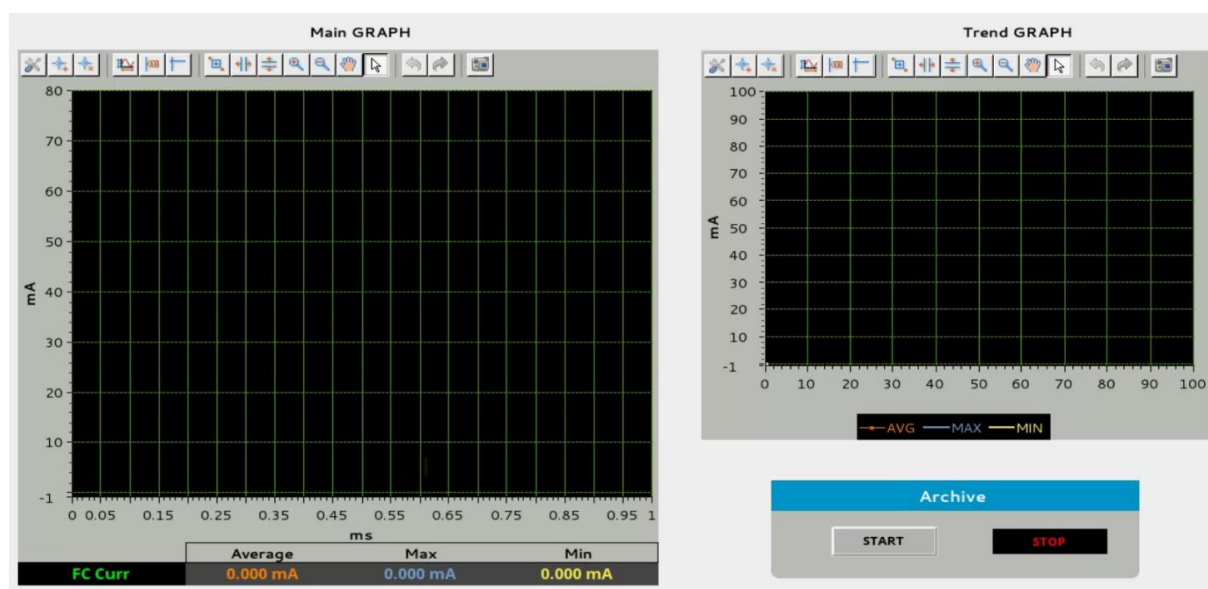 Main GRAPH
80
70
60
50
40
30
20
10
-1
mA
0 0.05 0.15 0.25 0.35 0.45 0.55 0.65 0.75 0.85 0.95 1
ms
Average Max Min
FC Curr 0.000 mA 0.000 mA 0.000 mA
Trend GRAPH
100
90
80
70
60
50
40
30
20
10
-1
mA
0 10 20 30 40 50 60 70 80 90 100
AVG MAX MIN
Archive
START STOP